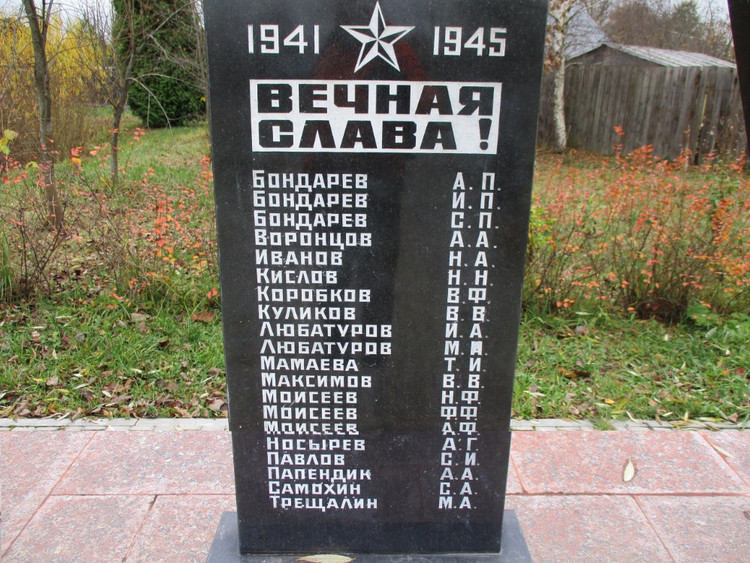 1941 1945
ВЕЧНАЯ
СЛАВА!
БОНДАРЕВ А. П.
БОНДАРЕВ И. П.
БОНДАРЕВ С. П.
ВОРОНЦОВ А. А.
ИВАНОВ Н. А.
КИСЛОВ Н. Н.
КОРОБКОВ В. Ф.
КУЛИКОВ В. В.
ЛЮБАТУРОВ И. А.
ЛЮБАТУРОВ М. А.
МАМАЕВА Т. И.
МАКСИМОВ В. В.
МОИСЕЕВ Н. Ф.
МОИСЕЕВ Ф. Ф.
МОИСЕЕВ А. Ф.
НОСЫРЕВ А. Г.
ПАВЛОВ С. И.
ПАПЕНДИК А. А.
САМОХИН С. А.
ТРЕЩАЛИН М. А.